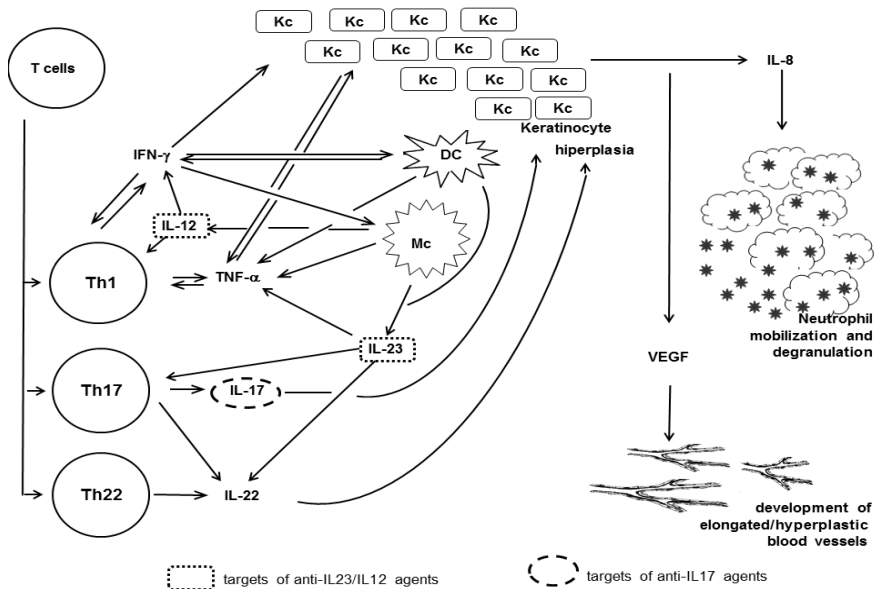 Kc Kc Kc Kc
Kc Kc Kc Kc
Kc Kc Kc
Kc Kc
T cells
IL-8
Keratinocyte
hiperplasia
IFN-γ
DC
IL-12
Mc
Th1
TNF-α
Neutrophil
mobilization and
degranulation
IL-23
VEGF
Th17
IL-17
Th22
IL-22
development of
elongated/hyperplastic
blood vessels
targets of anti-IL23/IL12 agents
targets of anti-IL17 agents